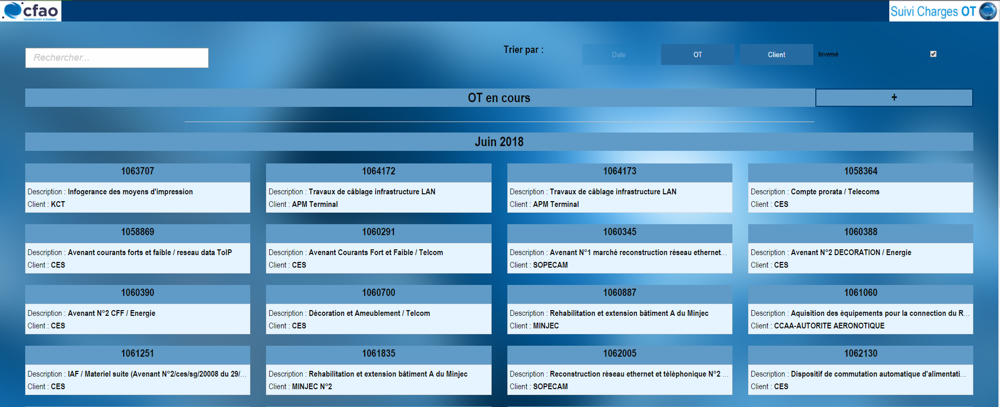 cfao
TECHNOLOGY & ENERGY
Suivi Charges OT
Rechercher...
Trier par :
Date
OT
Client
Inversé
OT en cours
+
Juin 2018
1063707
Description : Infogerance des moyens d'impression
Client : KCT
1064172
Description : Travaux de câblage infrastructure LAN
Client : APM Terminal
1064173
Description : Travaux de câblage infrastructure LAN
Client : APM Terminal
1058364
Description : Compte prorata / Telecoms
Client : CES
1058869
Description : Avenant courants forts et faible / reseau data ToIP
Client : CES
1060291
Description : Avenant Courants Fort et Faible / Telcom
Client : CES
1060345
Description : Avenant N°1 marché reconstruction réseau ethernet...
Client : SOPECAM
1060388
Description : Avenant N°2 DECORATION / Energie
Client : CES
1060390
Description : Avenant N°2 CFF / Energie
Client : CES
1060700
Description : Décoration et Ameublement / Telcom
Client : CES
1060887
Description : Rehabilitation et extension bâtiment A du Minjec
Client : MINJEC
1061060
Description : Aquisition des équipements pour la connection du R...
Client : CCAA-AUTORITE AERONOTIQUE
1061251
Description : IAF / Materiel suite (Avenant N°2/ces/sg/20008 du 29/...
Client : CES
1061835
Description : Rehabilitation et extension bâtiment A du Minjec
Client : MINJEC N°2
1062005
Description : Reconstruction réseau ethernet et téléphonique N°2 ...
Client : SOPECAM
1062130
Description : Dispositif de commutation automatique d'alimentati...
Client : CES